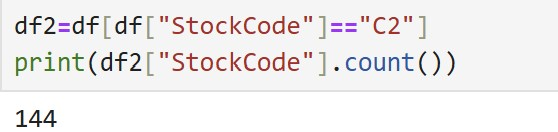 df2=df[df["StockCode"]=="C2"]
print(df2["StockCode"].count())
144